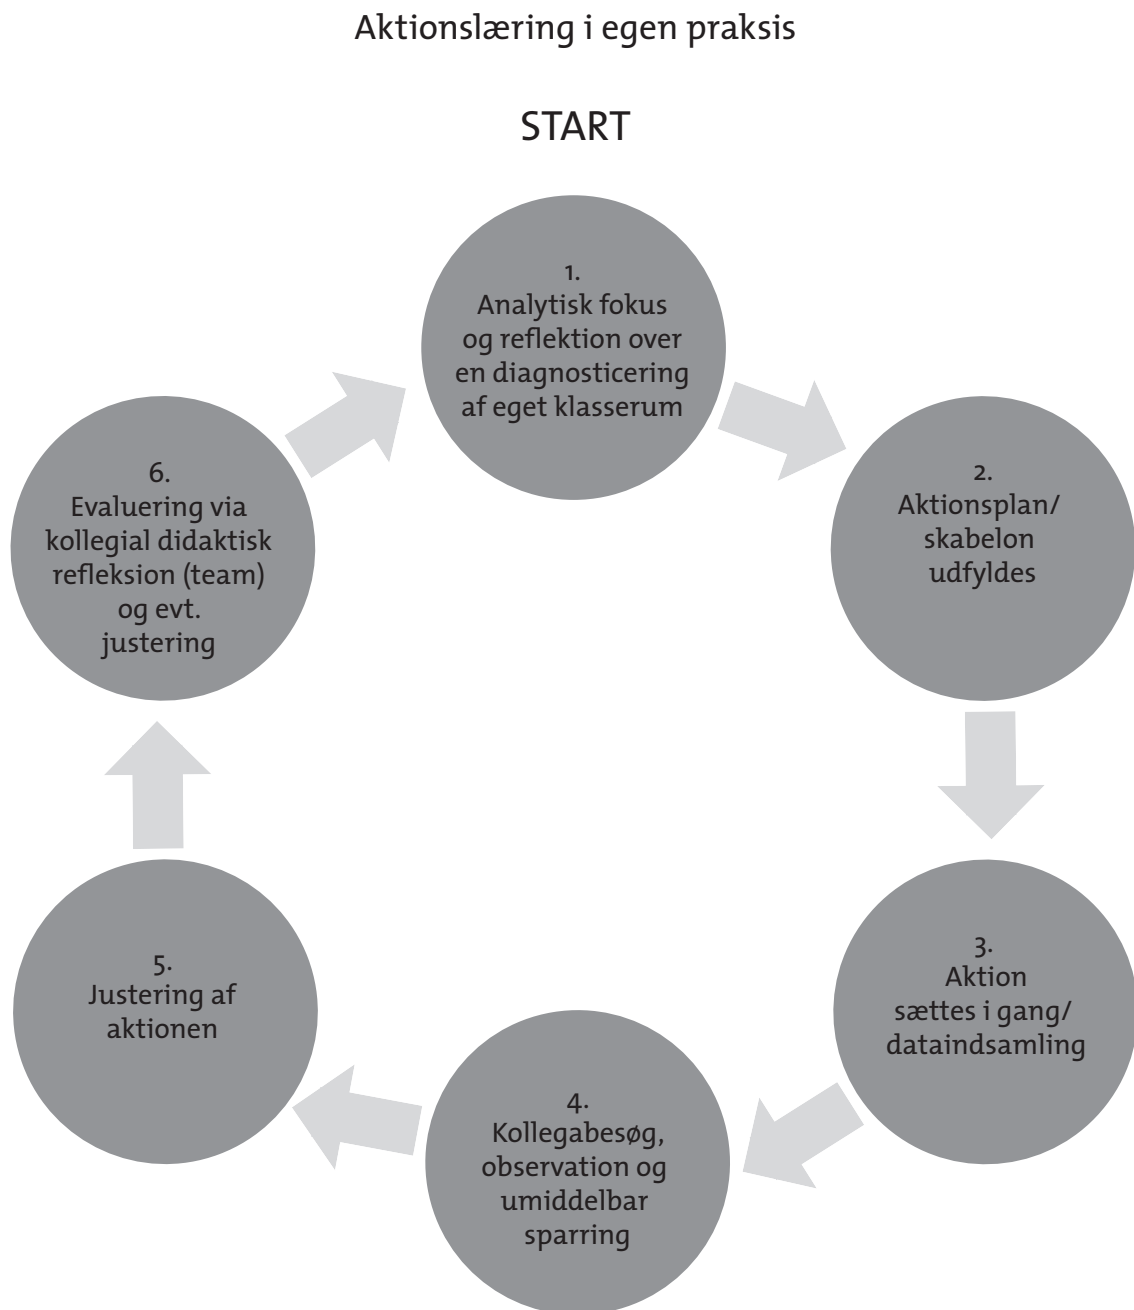 Aktionslæring i egen praksis
START
1.
Analytisk fokus
og reflektion over
en diagnosticering
af eget klasserum
2.
Aktionsplan/
skabelon
udfyldes
3.
Aktion
sættes i gang/
dataindsamling
4.
Kollegabesøg,
observation og
umiddelbar
sparring
5.
Justering af
aktionen
6.
Evaluering via
kollegial didaktisk
refleksion (team)
og evt.
justering